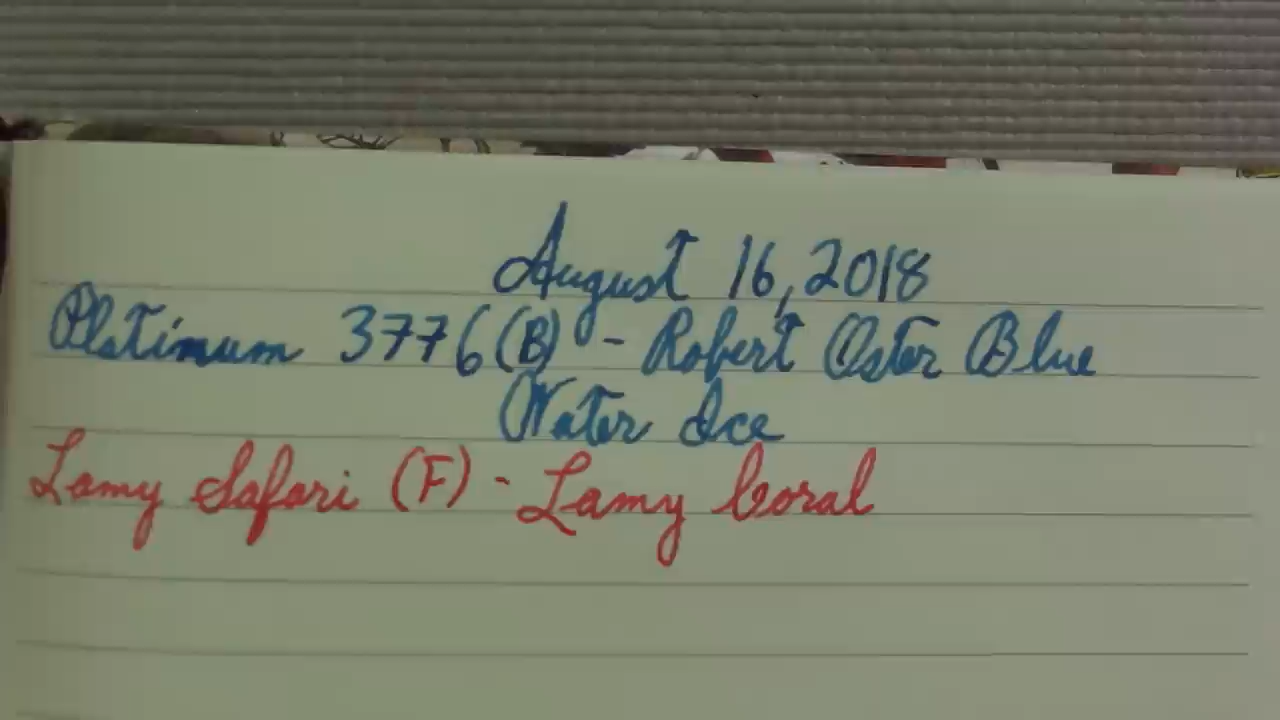 August 16, 2018
Platinum 3776 (B) - Robert Oster Blue
Water Ice
Lamy Safari (F) - Lamy Coral